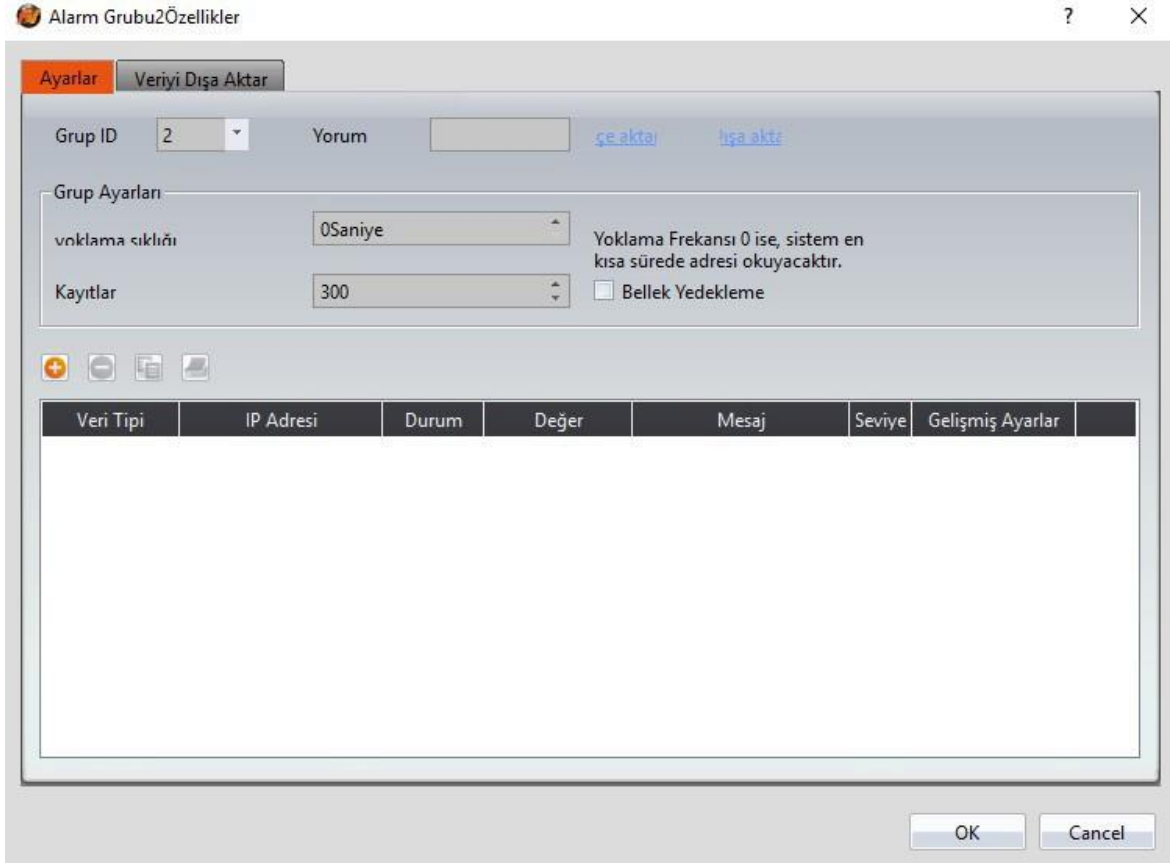 Alarm Grubu2Özellikler ?
Ayarlar Veriyi Dışa Aktar
Grup ID 2 Yorum
Grup Ayarları
yoklama sıklığı 0Saniye
Yoklama Frekansı 0 ise, sistem en
kısa sürede adresi okuyacaktır.
Kayıtlar 300 Bellek Yedekleme
Veri Tipi IP Adresi Durum Değer Mesaj Seviye Gelişmiş Ayarlar
OK Cancel